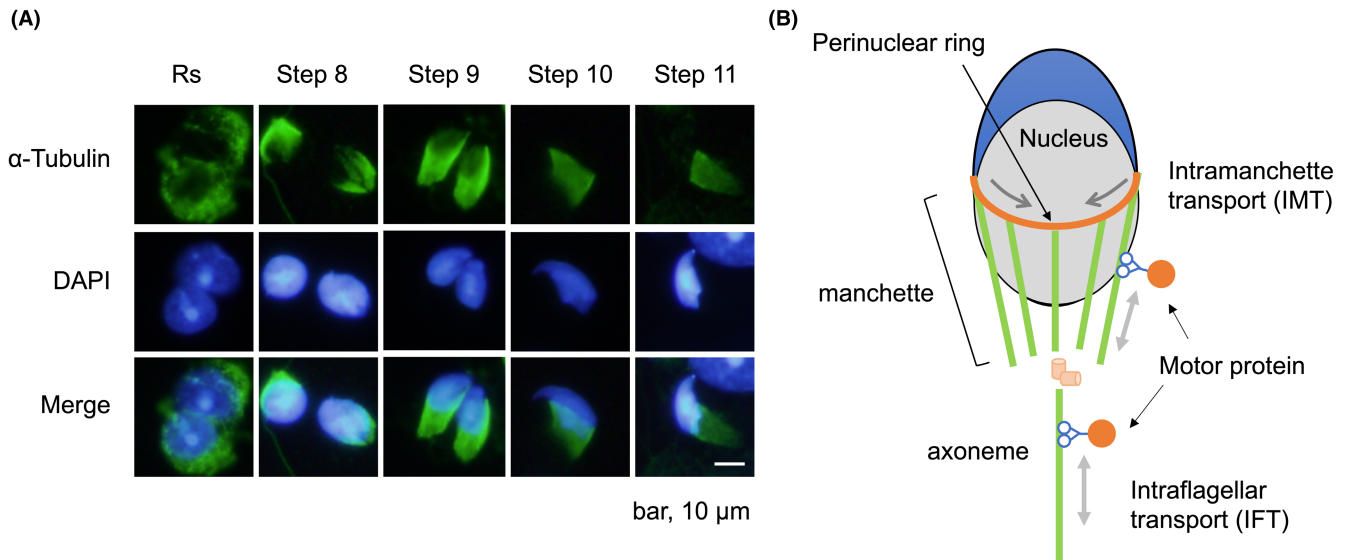 (A)
Rs Step 8 Step 9 Step 10 Step 11
α-Tubulin
DAPI
Merge
bar, 10 μm
(B)
Perinuclear ring
Nucleus
Intramanchette
transport (IMT)
manchette
Motor protein
axoneme
Intraflagellar
transport (IFT)